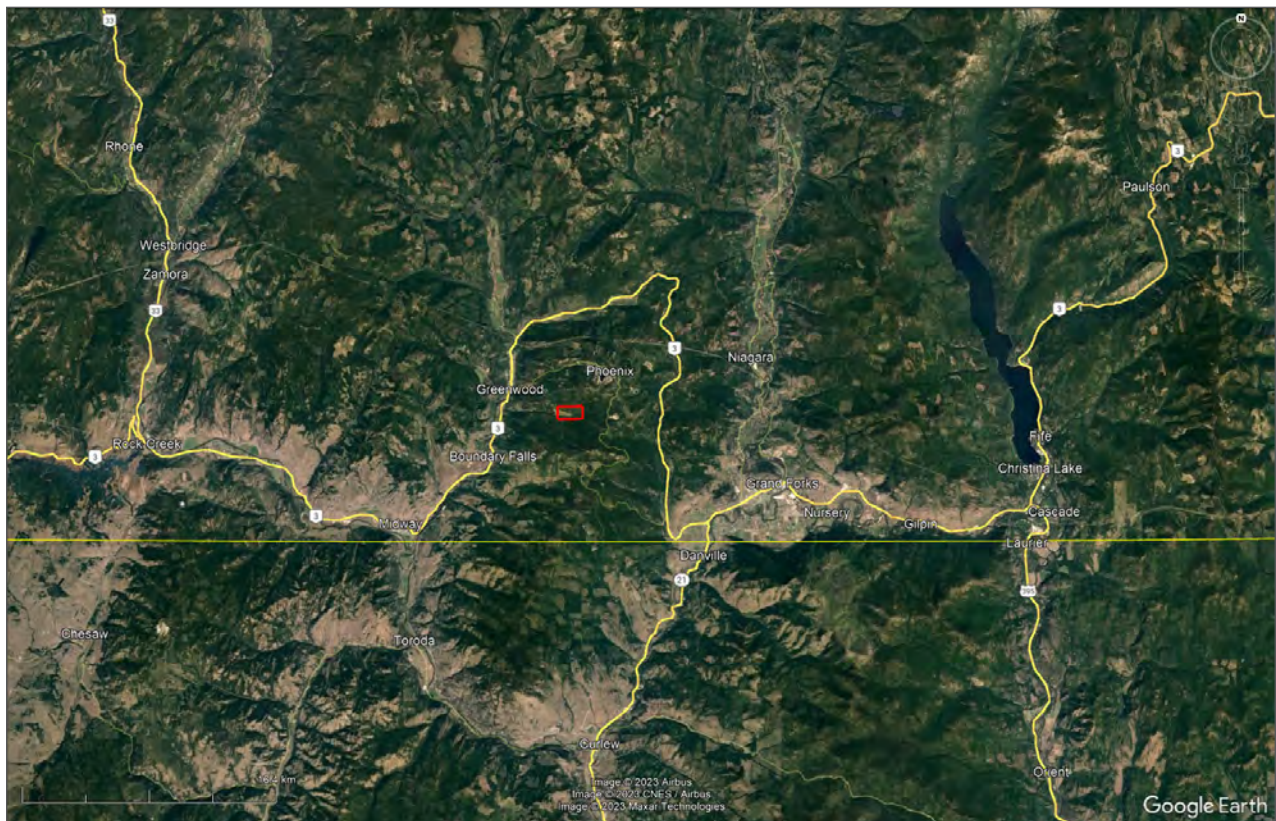 33
N
3
Rhone
Paulson
Westbridge
Zamora
33
3
3
Niagara
Phoenix
Greenwood
3
Fife
Rock Creek
3
Boundary Falls
Christina Lake
Grand Forks
Nursery
Cascade
3
Midway
Gilpin
Laurier
Danville
21
395
Chesaw
Toroda
Curlew
Orient
Image © 2023 Airbus
Image © 2023 CNES / Airbus
Image © 2023 Maxar Technologies
Google Earth